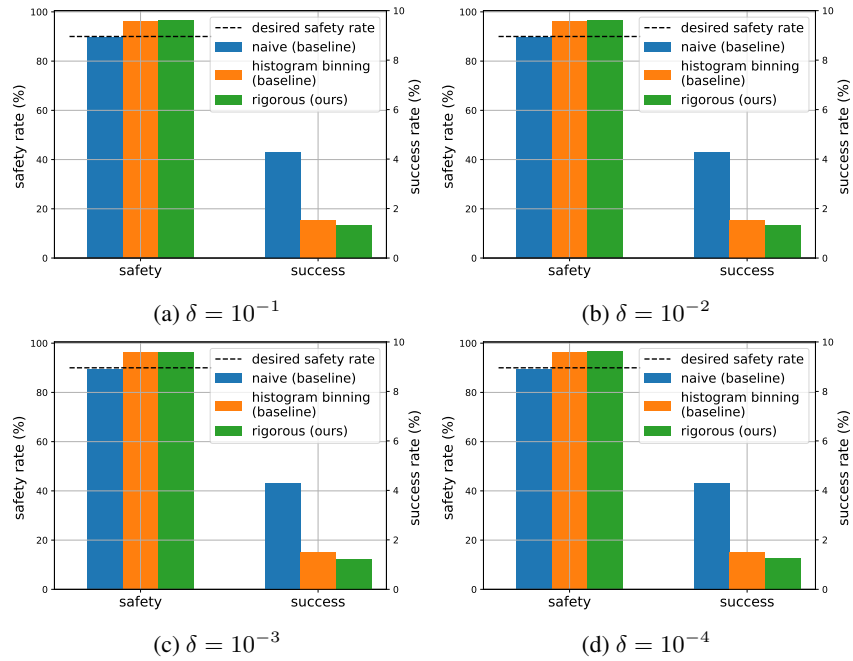 100
80
60
40
20
0
safety rate (%)
desired safety rate
naive (baseline)
histogram binning
(baseline)
rigorous (ours)
10
8
6
4
2
0
success rate (%)
safety
success
(a) δ = 10⁻¹
100
80
60
40
20
0
safety rate (%)
desired safety rate
naive (baseline)
histogram binning
(baseline)
rigorous (ours)
10
8
6
4
2
0
success rate (%)
safety
success
(b) δ = 10⁻²
100
80
60
40
20
0
safety rate (%)
desired safety rate
naive (baseline)
histogram binning
(baseline)
rigorous (ours)
10
8
6
4
2
0
success rate (%)
safety
success
(c) δ = 10⁻³
100
80
60
40
20
0
safety rate (%)
desired safety rate
naive (baseline)
histogram binning
(baseline)
rigorous (ours)
10
8
6
4
2
0
success rate (%)
safety
success
(d) δ = 10⁻⁴